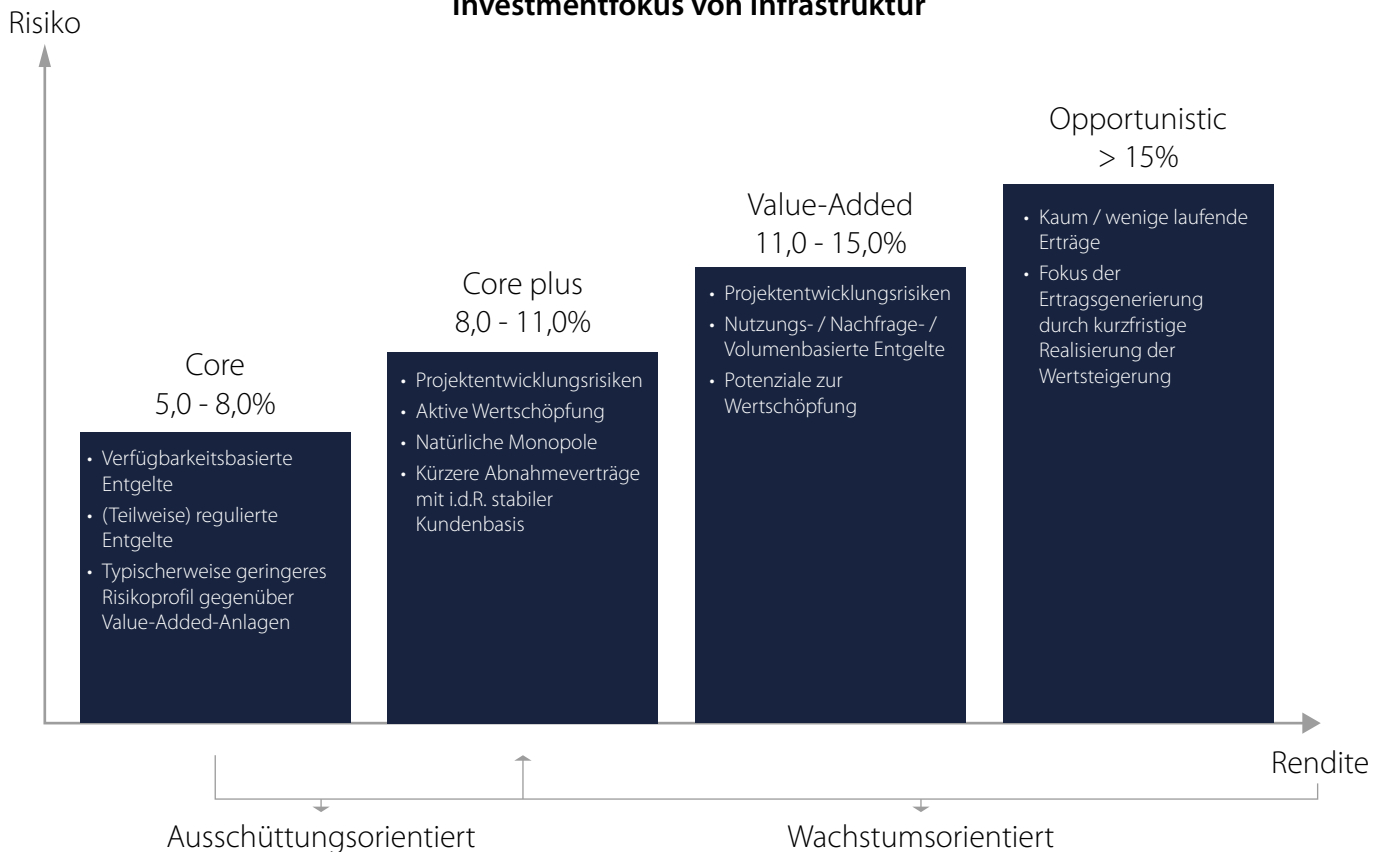 Investmentfokus von Infrastruktur
Risiko
Opportunistic
> 15%
• Kaum / wenige laufende
Erträge
• Fokus der
Ertragsgenerierung
durch kurzfristige
Realisierung der
Wertsteigerung
Value-Added
11,0 - 15,0%
• Projektentwicklungsrisiken
• Nutzungs- / Nachfrage- /
Volumenbasierte Entgelte
• Potenziale zur
Wertschöpfung
Core plus
8,0 - 11,0%
• Projektentwicklungsrisiken
• Aktive Wertschöpfung
• Natürliche Monopole
• Kürzere Abnahmeverträge
mit i.d.R. stabiler
Kundenbasis
Core
5,0 - 8,0%
• Verfügbarkeitsbasierte
Entgelte
• (Teilweise) regulierte
Entgelte
• Typischerweise geringeres
Risikoprofil gegenüber
Value-Added-Anlagen
Rendite
Ausschüttungsorientiert
Wachstumsorientiert